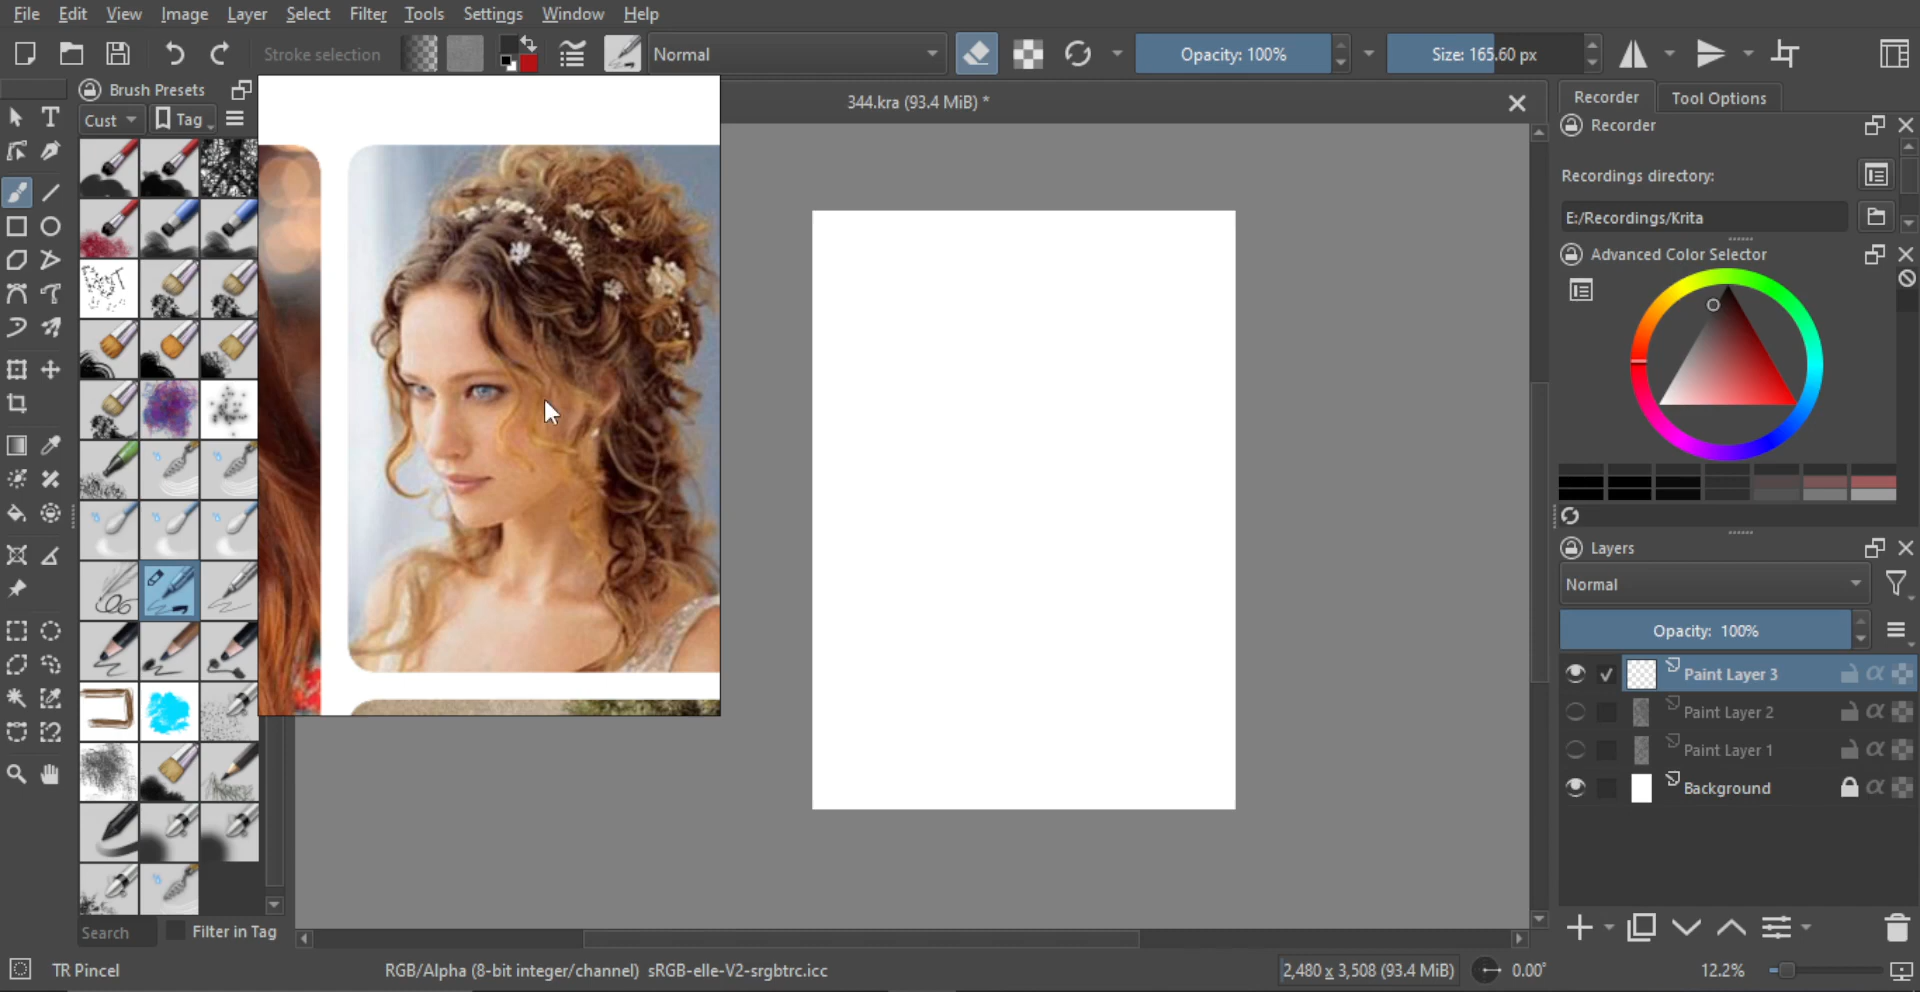 File Edit View Image Layer Select Filter Tools Settings Window Help
Stroke selection Normal Opacity: 100% Size: 165.60 px
Brush Presets
Cust Tag
344.kra (93.4 MiB) *
Recorder Tool Options
Recorder
Recordings directory:
E:/Recordings/Krita
Advanced Color Selector
Layers
Normal
Opacity: 100%
Paint Layer 3
Paint Layer 2
Paint Layer 1
Background
Search Filter in Tag
TR Pincel RGB/Alpha (8-bit integer/channel) sRGB-elle-V2-srgbtrc.icc 2,480 x 3,508 (93.4 MiB) 0.00° 12.2%